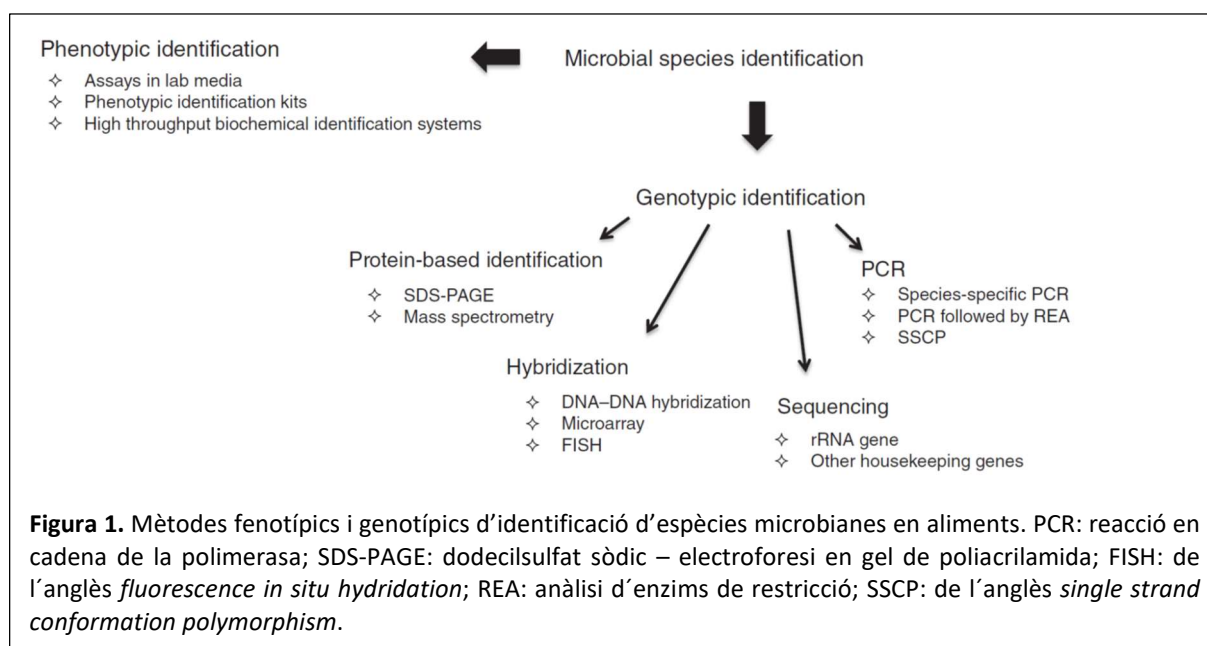 Phenotypic identification
✧ Assays in lab media
✧ Phenotypic identification kits
✧ High throughput biochemical identification systems
Microbial species identification
Genotypic identification
Protein-based identification
✧ SDS-PAGE
✧ Mass spectrometry
PCR
✧ Species-specific PCR
✧ PCR followed by REA
✧ SSCP
Hybridization
✧ DNA–DNA hybridization
✧ Microarray
✧ FISH
Sequencing
✧ rRNA gene
✧ Other housekeeping genes
Figura 1. Mètodes fenotípics i genotípics d’identificació d’espècies microbianes en aliments. PCR: reacció en
cadena de la polimerasa; SDS-PAGE: dodecilsulfat sòdic – electroforesi en gel de poliacrilamida; FISH: de
l´anglès fluorescence in situ hydridation; REA: anàlisi d´enzims de restricció; SSCP: de l´anglès single strand
conformation polymorphism.